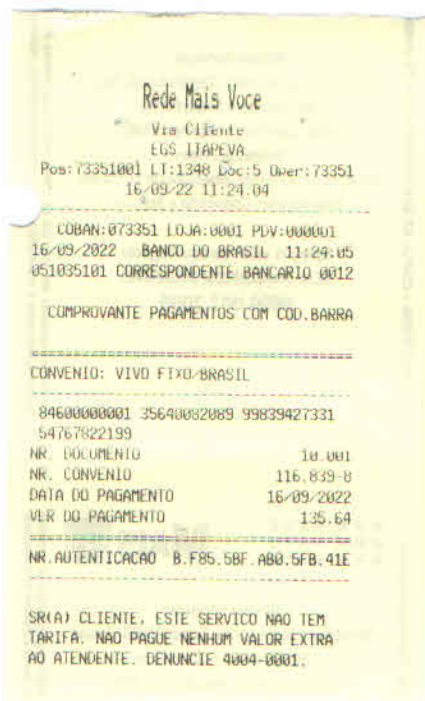 Rede Mais Voce
Via Cliente
EGS ITAPEVA
Pos:73351001 LT:1348 Doc:5 Oper:73351
16/09/22 11:24.04
COBAN:073351 LOJA:0001 PDV:000001
16/09/2022 BANCO DO BRASIL 11:24:05
051035101 CORRESPONDENTE BANCARIO 0012
COMPROVANTE PAGAMENTOS COM COD.BARRA
CONVENIO: VIVO FIXO/BRASIL
84600000001 35640082089 99839427331
54767822199
NR. DOCUMENTO 10.001
NR. CONVENIO 116.839-8
DATA DO PAGAMENTO 16/09/2022
VLR DO PAGAMENTO 135.64
NR.AUTENTICACAO B.F85.5BF.AB0.5FB.41E
SR(A) CLIENTE, ESTE SERVICO NAO TEM
TARIFA. NAO PAGUE NENHUM VALOR EXTRA
AO ATENDENTE. DENUNCIE 4004-0001.